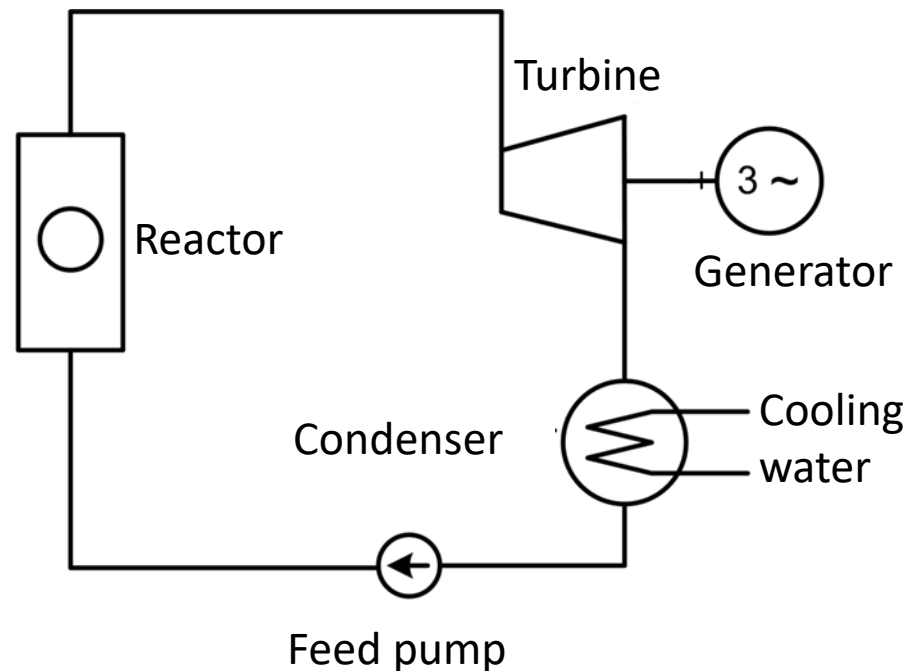 Turbine
3 ~
Reactor
Generator
Condenser
Cooling
water
Feed pump